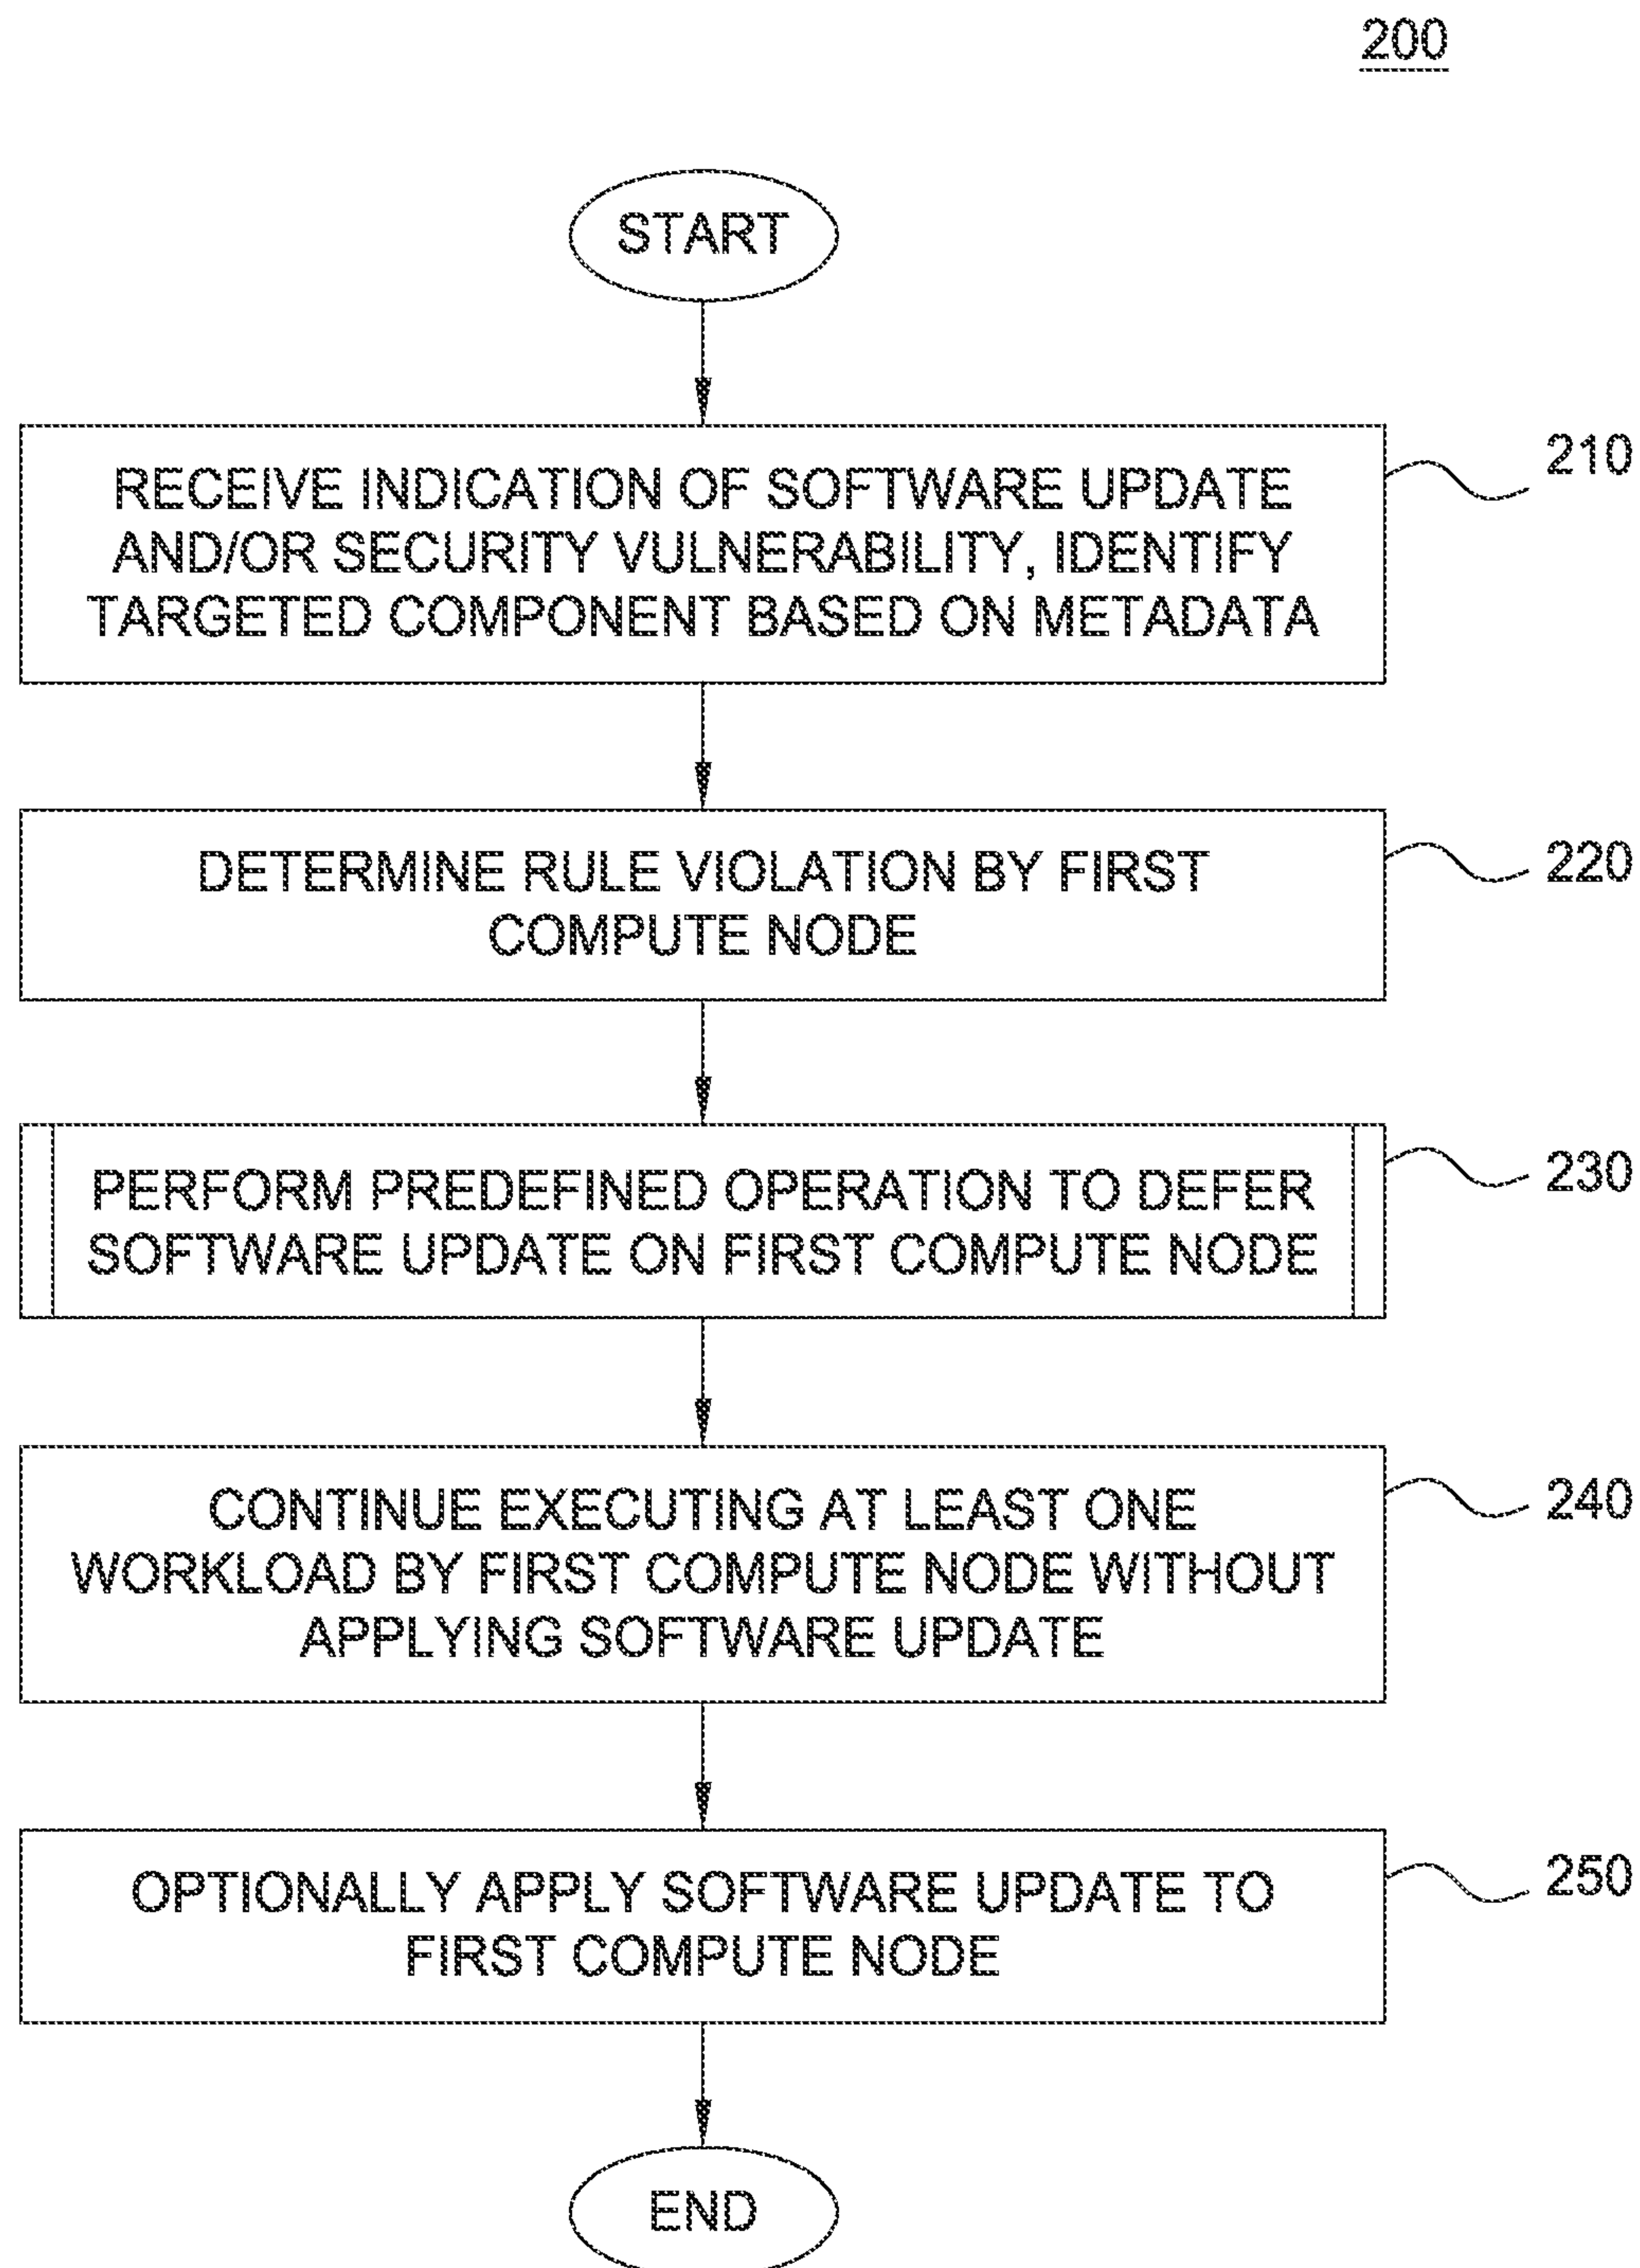 200
START
RECEIVE INDICATION OF SOFTWARE UPDATE
AND/OR SECURITY VULNERABILITY, IDENTIFY
TARGETED COMPONENT BASED ON METADATA
210
DETERMINE RULE VIOLATION BY FIRST
COMPUTE NODE
220
PERFORM PREDEFINED OPERATION TO DEFER
SOFTWARE UPDATE ON FIRST COMPUTE NODE
230
CONTINUE EXECUTING AT LEAST ONE
WORKLOAD BY FIRST COMPUTE NODE WITHOUT
APPLYING SOFTWARE UPDATE
240
OPTIONALLY APPLY SOFTWARE UPDATE TO
FIRST COMPUTE NODE
250
END